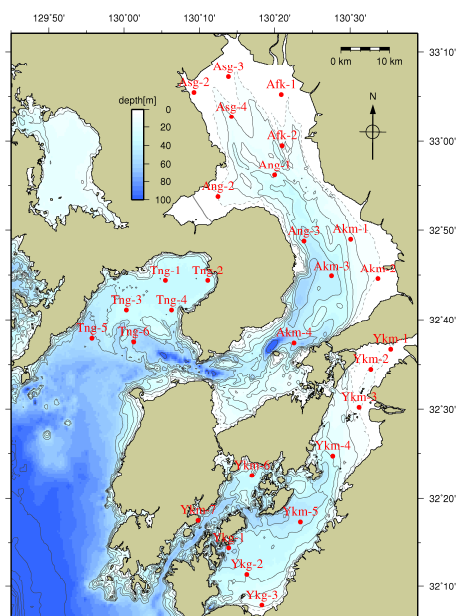 129°50' 130°00' 130°10' 130°20' 130°30'
33°10'
33°00'
32°50'
32°40'
32°30'
32°20'
32°10'
0 km 10 km
N
depth[m]
0
20
40
60
80
100
Asg-3
Asg-2
Afk-1
Asg-4
Afk-2
Ang-1
Ang-2
Ang-3
Akm-1
Akm-3
Akm-2
Tng-1
Tng-2
Tng-3
Tng-4
Tng-5
Tng-6
Akm-4
Ykm-1
Ykm-2
Ykm-3
Ykm-4
Ykm-6
Ykm-7
Ykm-5
Ykg-1
Ykg-2
Ykg-3